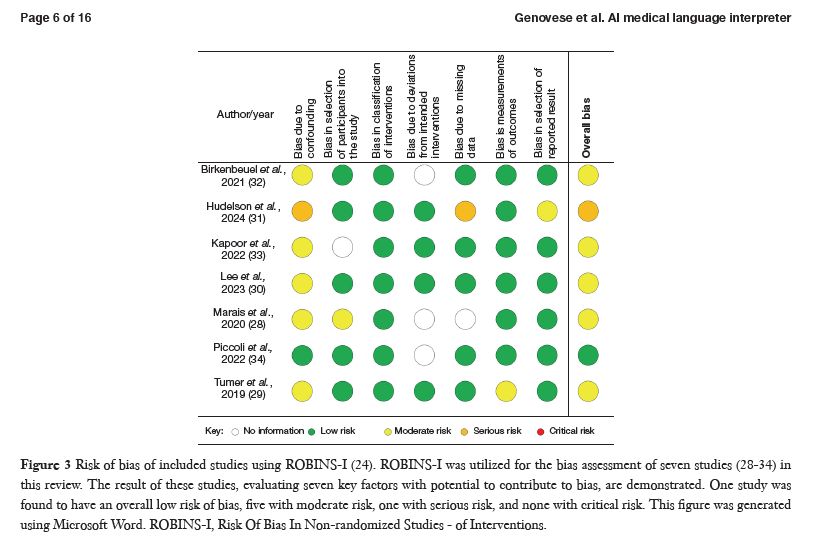 Page 6 of 16
Genovese et al. AI medical language interpreter
Author/year
Bias due to
confounding
Bias in selection
of participants into
the study
Bias in classification
of interventions
Bias due to deviations
from intended
interventions
Bias due to missing
data
Bias is measurements
of outcomes
Bias in selection of
reported result
Overall bias
Birkenbeuel et al.,
2021 (32)
Hudelson et al.,
2024 (31)
Kapoor et al.,
2022 (33)
Lee et al.,
2023 (30)
Marais et al.,
2020 (28)
Piccoli et al.,
2022 (34)
Turner et al.,
2019 (29)
Key: No information Low risk Moderate risk Serious risk Critical risk
Figure 3 Risk of bias of included studies using ROBINS-I (24). ROBINS-I was utilized for the bias assessment of seven studies (28-34) in
this review. The result of these studies, evaluating seven key factors with potential to contribute to bias, are demonstrated. One study was
found to have an overall low risk of bias, five with moderate risk, one with serious risk, and none with critical risk. This figure was generated
using Microsoft Word. ROBINS-I, Risk Of Bias In Non-randomized Studies - of Interventions.